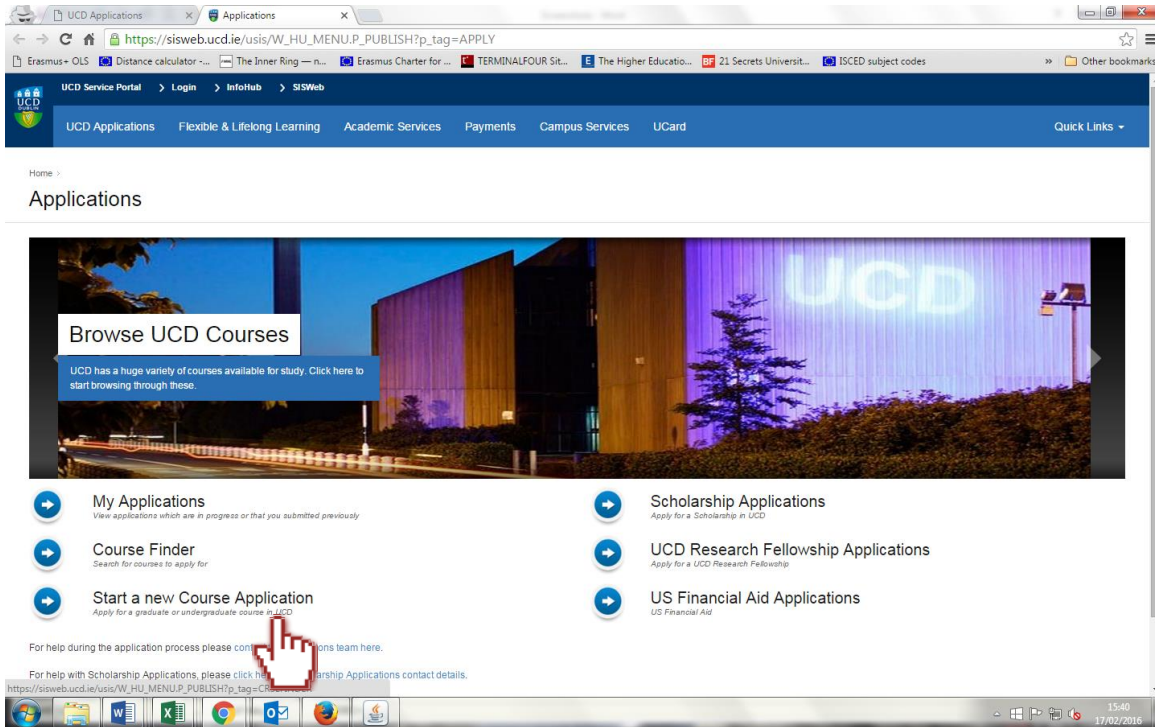 UCD Applications
Applications
https://sisweb.ucd.ie/usis/W_HU_MENU.P_PUBLISH?p_tag=APPLY
Erasmus+ OLS Distance calculator -... The Inner Ring — n... Erasmus Charter for ... TERMINALFOUR Sit... E The Higher Educatio... BF 21 Secrets Universit... ISCED subject codes » Other bookmarks
UCD Service Portal > Login > InfoHub > SISWeb
UCD
DUBLIN
UCD Applications Flexible & Lifelong Learning Academic Services Payments Campus Services UCard Quick Links
Home >
Applications
UCD
Browse UCD Courses
UCD has a huge variety of courses available for study. Click here to
start browsing through these.
My Applications
View applications which are in progress or that you submitted previously
Course Finder
Search for courses to apply for
Start a new Course Application
Apply for a graduate or undergraduate course in UCD
Scholarship Applications
Apply for a Scholarship in UCD
UCD Research Fellowship Applications
Apply for a UCD Research Fellowship
US Financial Aid Applications
US Financial Aid
For help during the application process please team here.
For help with Scholarship Applications, please click Applications contact details.
https://sisweb.ucd.ie/usis/W_HU_MENU.P_PUBLISH?p_tag=
15:40
17/02/2016